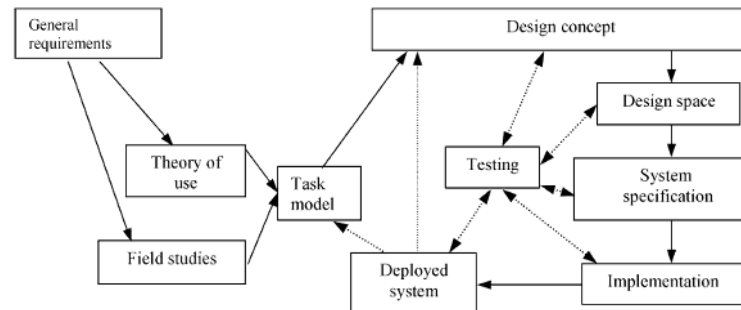 General
requirements
Design concept
Design space
Theory of
use
Testing
Task
model
System
specification
Field studies
Deployed
system
Implementation